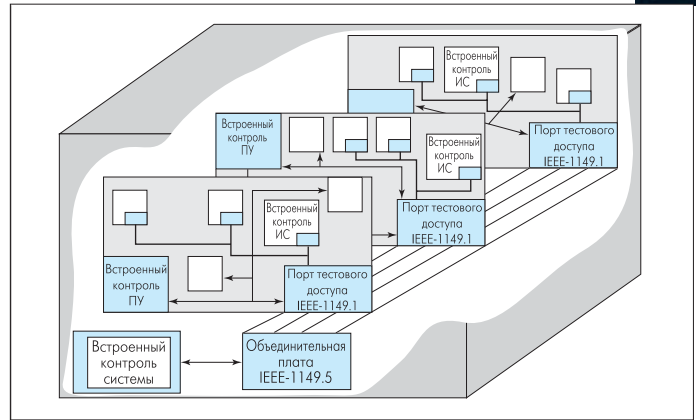 Встроенный
контроль
ИС
Порт тестового
доступа
IEEE-1149.1
Встроенный
контроль
ПУ
Встроенный
контроль
ИС
Порт тестового
доступа
IEEE-1149.1
Встроенный
контроль
ИС
Встроенный
контроль
ПУ
Порт тестового
доступа
IEEE-1149.1
Встроенный
контроль
системы
Объединительная
плата
IEEE-1149.5